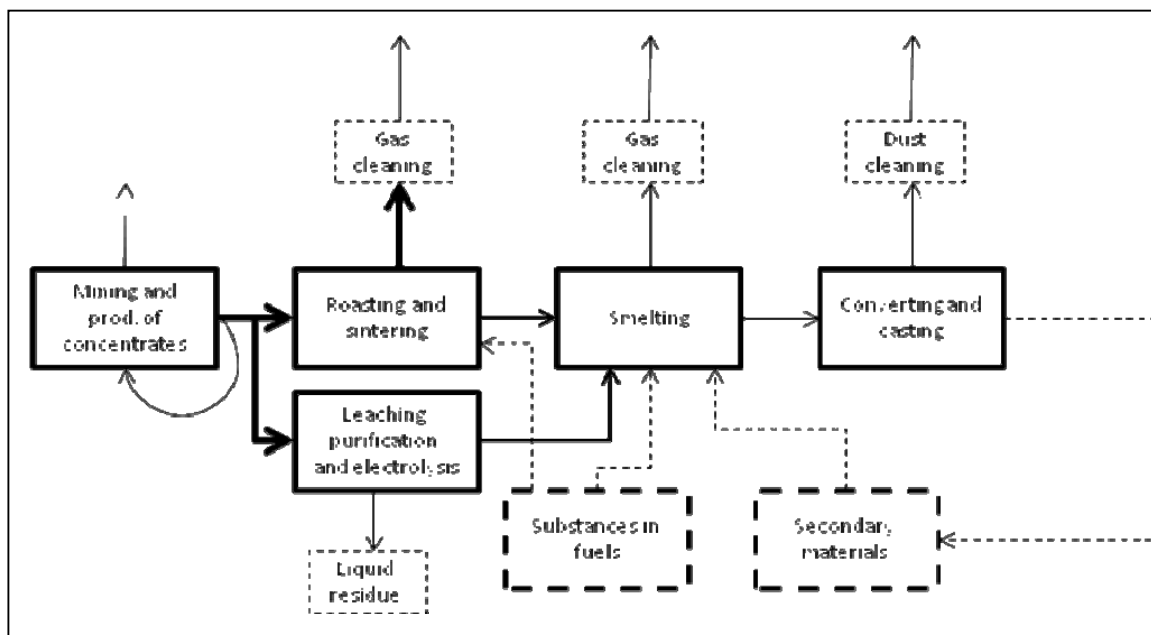 Gas
cleaning
Gas
cleaning
Dust
cleaning
Mining and
prod. of
concentrates
Roasting and
sintering
Smelting
Converting and
casting
Leaching
purification
and electrolysis
Substances in
fuels
Secondary
materials
Liquid
residue